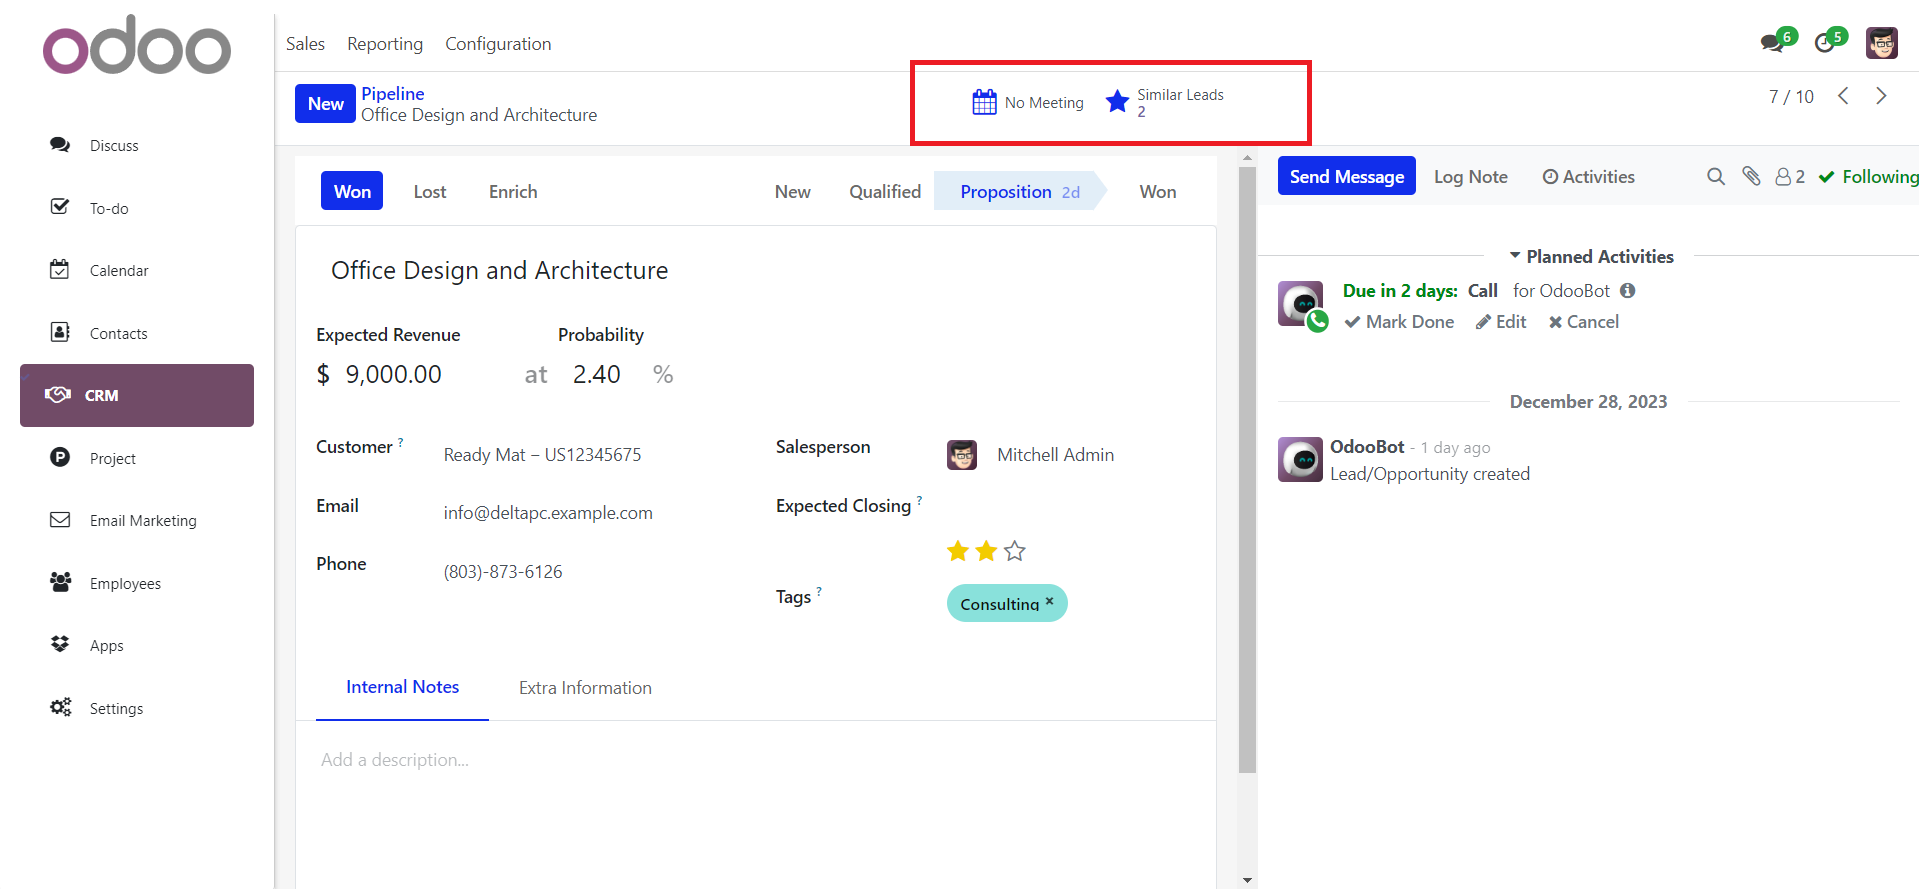 odoo
Sales Reporting Configuration
6 5
New Pipeline
Office Design and Architecture
No Meeting
Similar Leads
2
7 / 10
Discuss
To-do
Calendar
Contacts
CRM
Project
Email Marketing
Employees
Apps
Settings
Won Lost Enrich
New Qualified Proposition 2d Won
Office Design and Architecture
Expected Revenue Probability
$ 9,000.00 at 2.40 %
Customer ? Ready Mat – US12345675
Email info@deltapc.example.com
Phone (803)-873-6126
Salesperson Mitchell Admin
Expected Closing ?
Tags ? Consulting ×
Internal Notes Extra Information
Add a description...
Send Message Log Note Activities 2 Following
Planned Activities
Due in 2 days: Call for OdooBot
Mark Done Edit Cancel
December 28, 2023
OdooBot - 1 day ago
Lead/Opportunity created